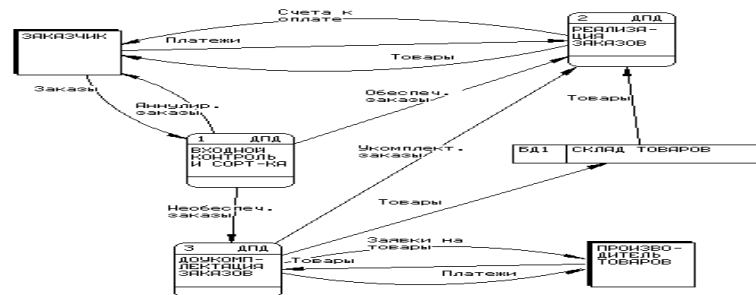 Счета к
оплате
2 ДПД
РЕАЛИЗА-
ЦИЯ
ЗАКАЗОВ
ЗАКАЗЧИК
Платежи
Товары
Заказы
Аннулир.
заказы
Обеспеч.
заказы
Товары
1 ДПД
ВХОДНОЙ
КОНТРОЛЬ
И СОРТ-КА
Укомплект.
заказы
БД1 СКЛАД ТОВАРОВ
Необеспеч.
заказы
Товары
3 ДПД
ДОУКОМП-
ЛЕКТАЦИЯ
ЗАКАЗОВ
Заявки на
товары
Товары
Платежи
ПРОИЗВО-
ДИТЕЛЬ
ТОВАРОВ